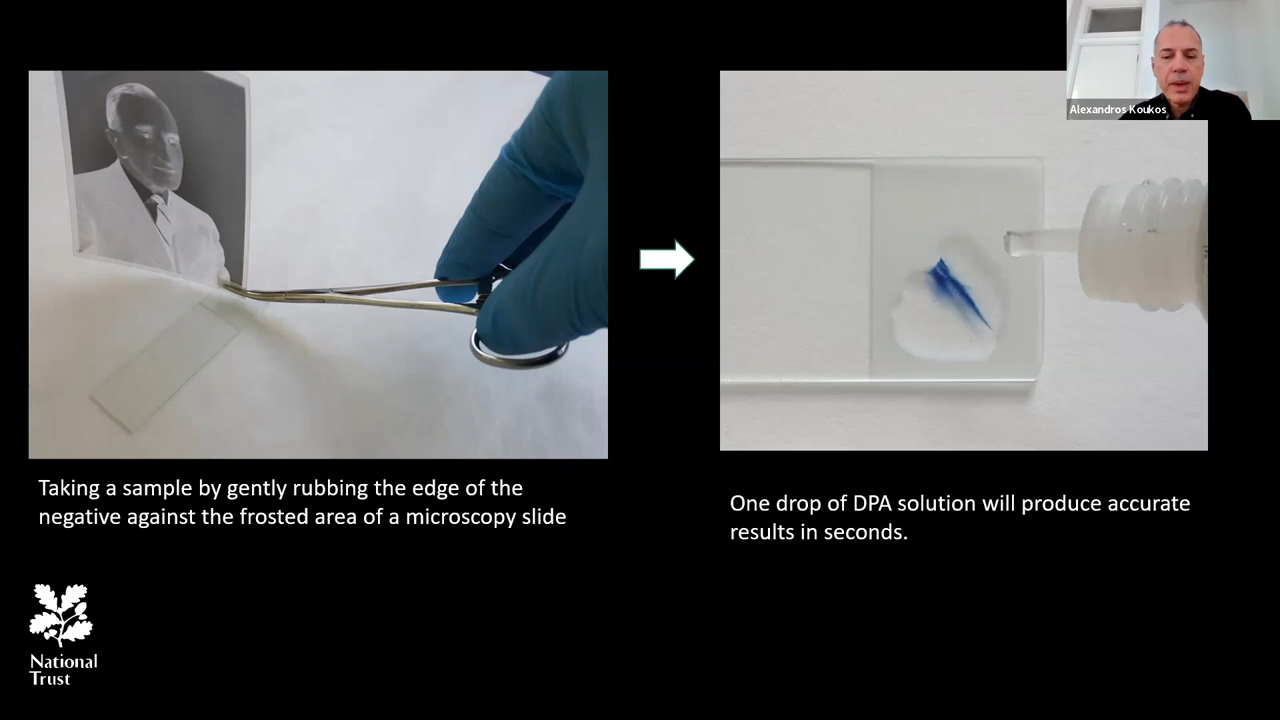 Alexandros Koukos
Taking a sample by gently rubbing the edge of the
negative against the frosted area of a microscopy slide
One drop of DPA solution will produce accurate
results in seconds.
National
Trust